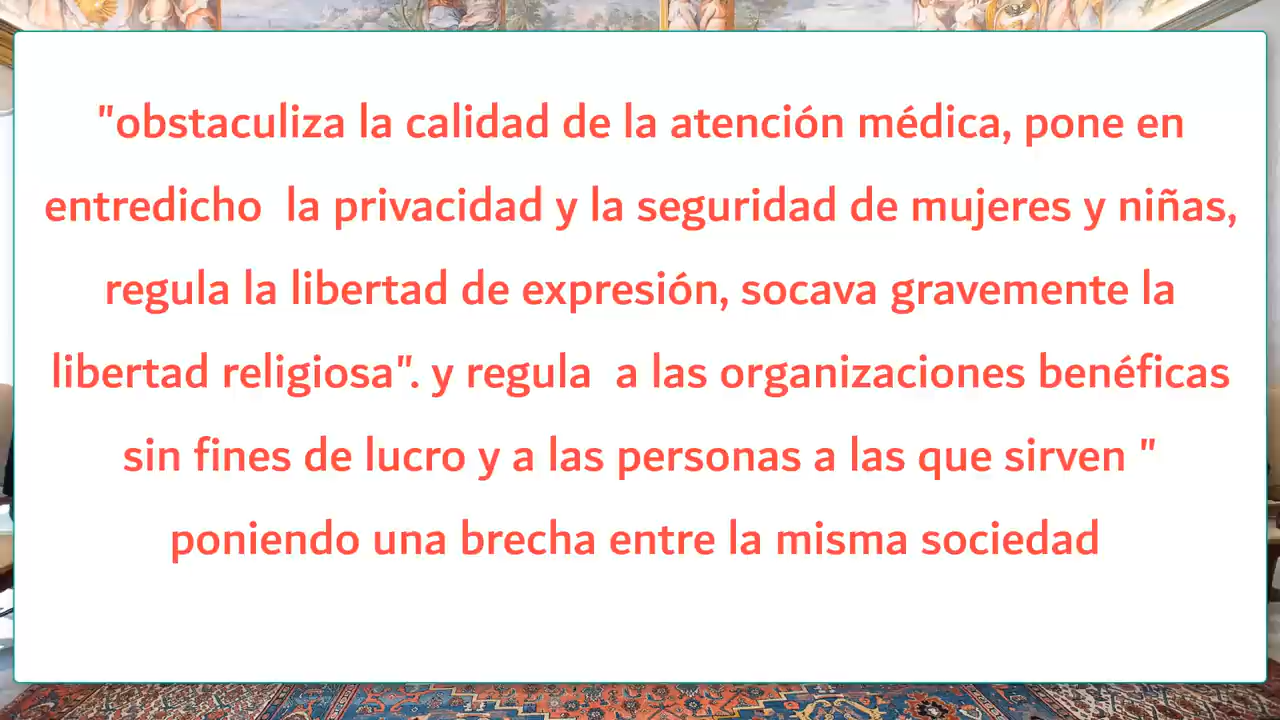 "obstaculiza la calidad de la atención médica, pone en
entredicho  la privacidad y la seguridad de mujeres y niñas,
regula la libertad de expresión, socava gravemente la
libertad religiosa". y regula  a las organizaciones benéficas
sin fines de lucro y a las personas a las que sirven "
poniendo una brecha entre la misma sociedad